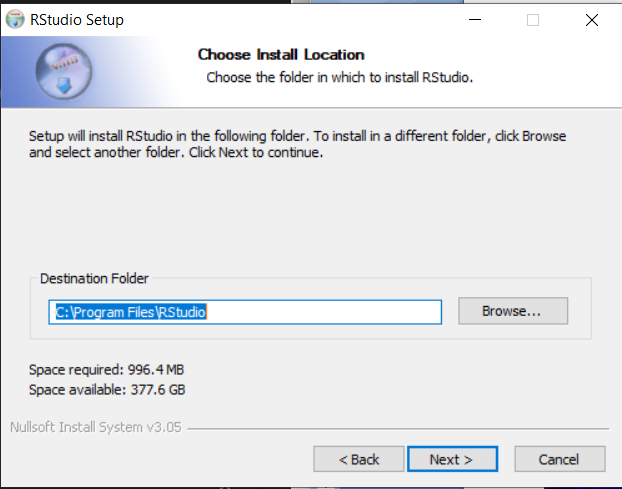 RStudio Setup
Choose Install Location
Choose the folder in which to install RStudio.
Setup will install RStudio in the following folder. To install in a different folder, click Browse
and select another folder. Click Next to continue.
Destination Folder
C:\Program Files\RStudio
Browse...
Space required: 996.4 MB
Space available: 377.6 GB
Nullsoft Install System v3.05
< Back
Next >
Cancel